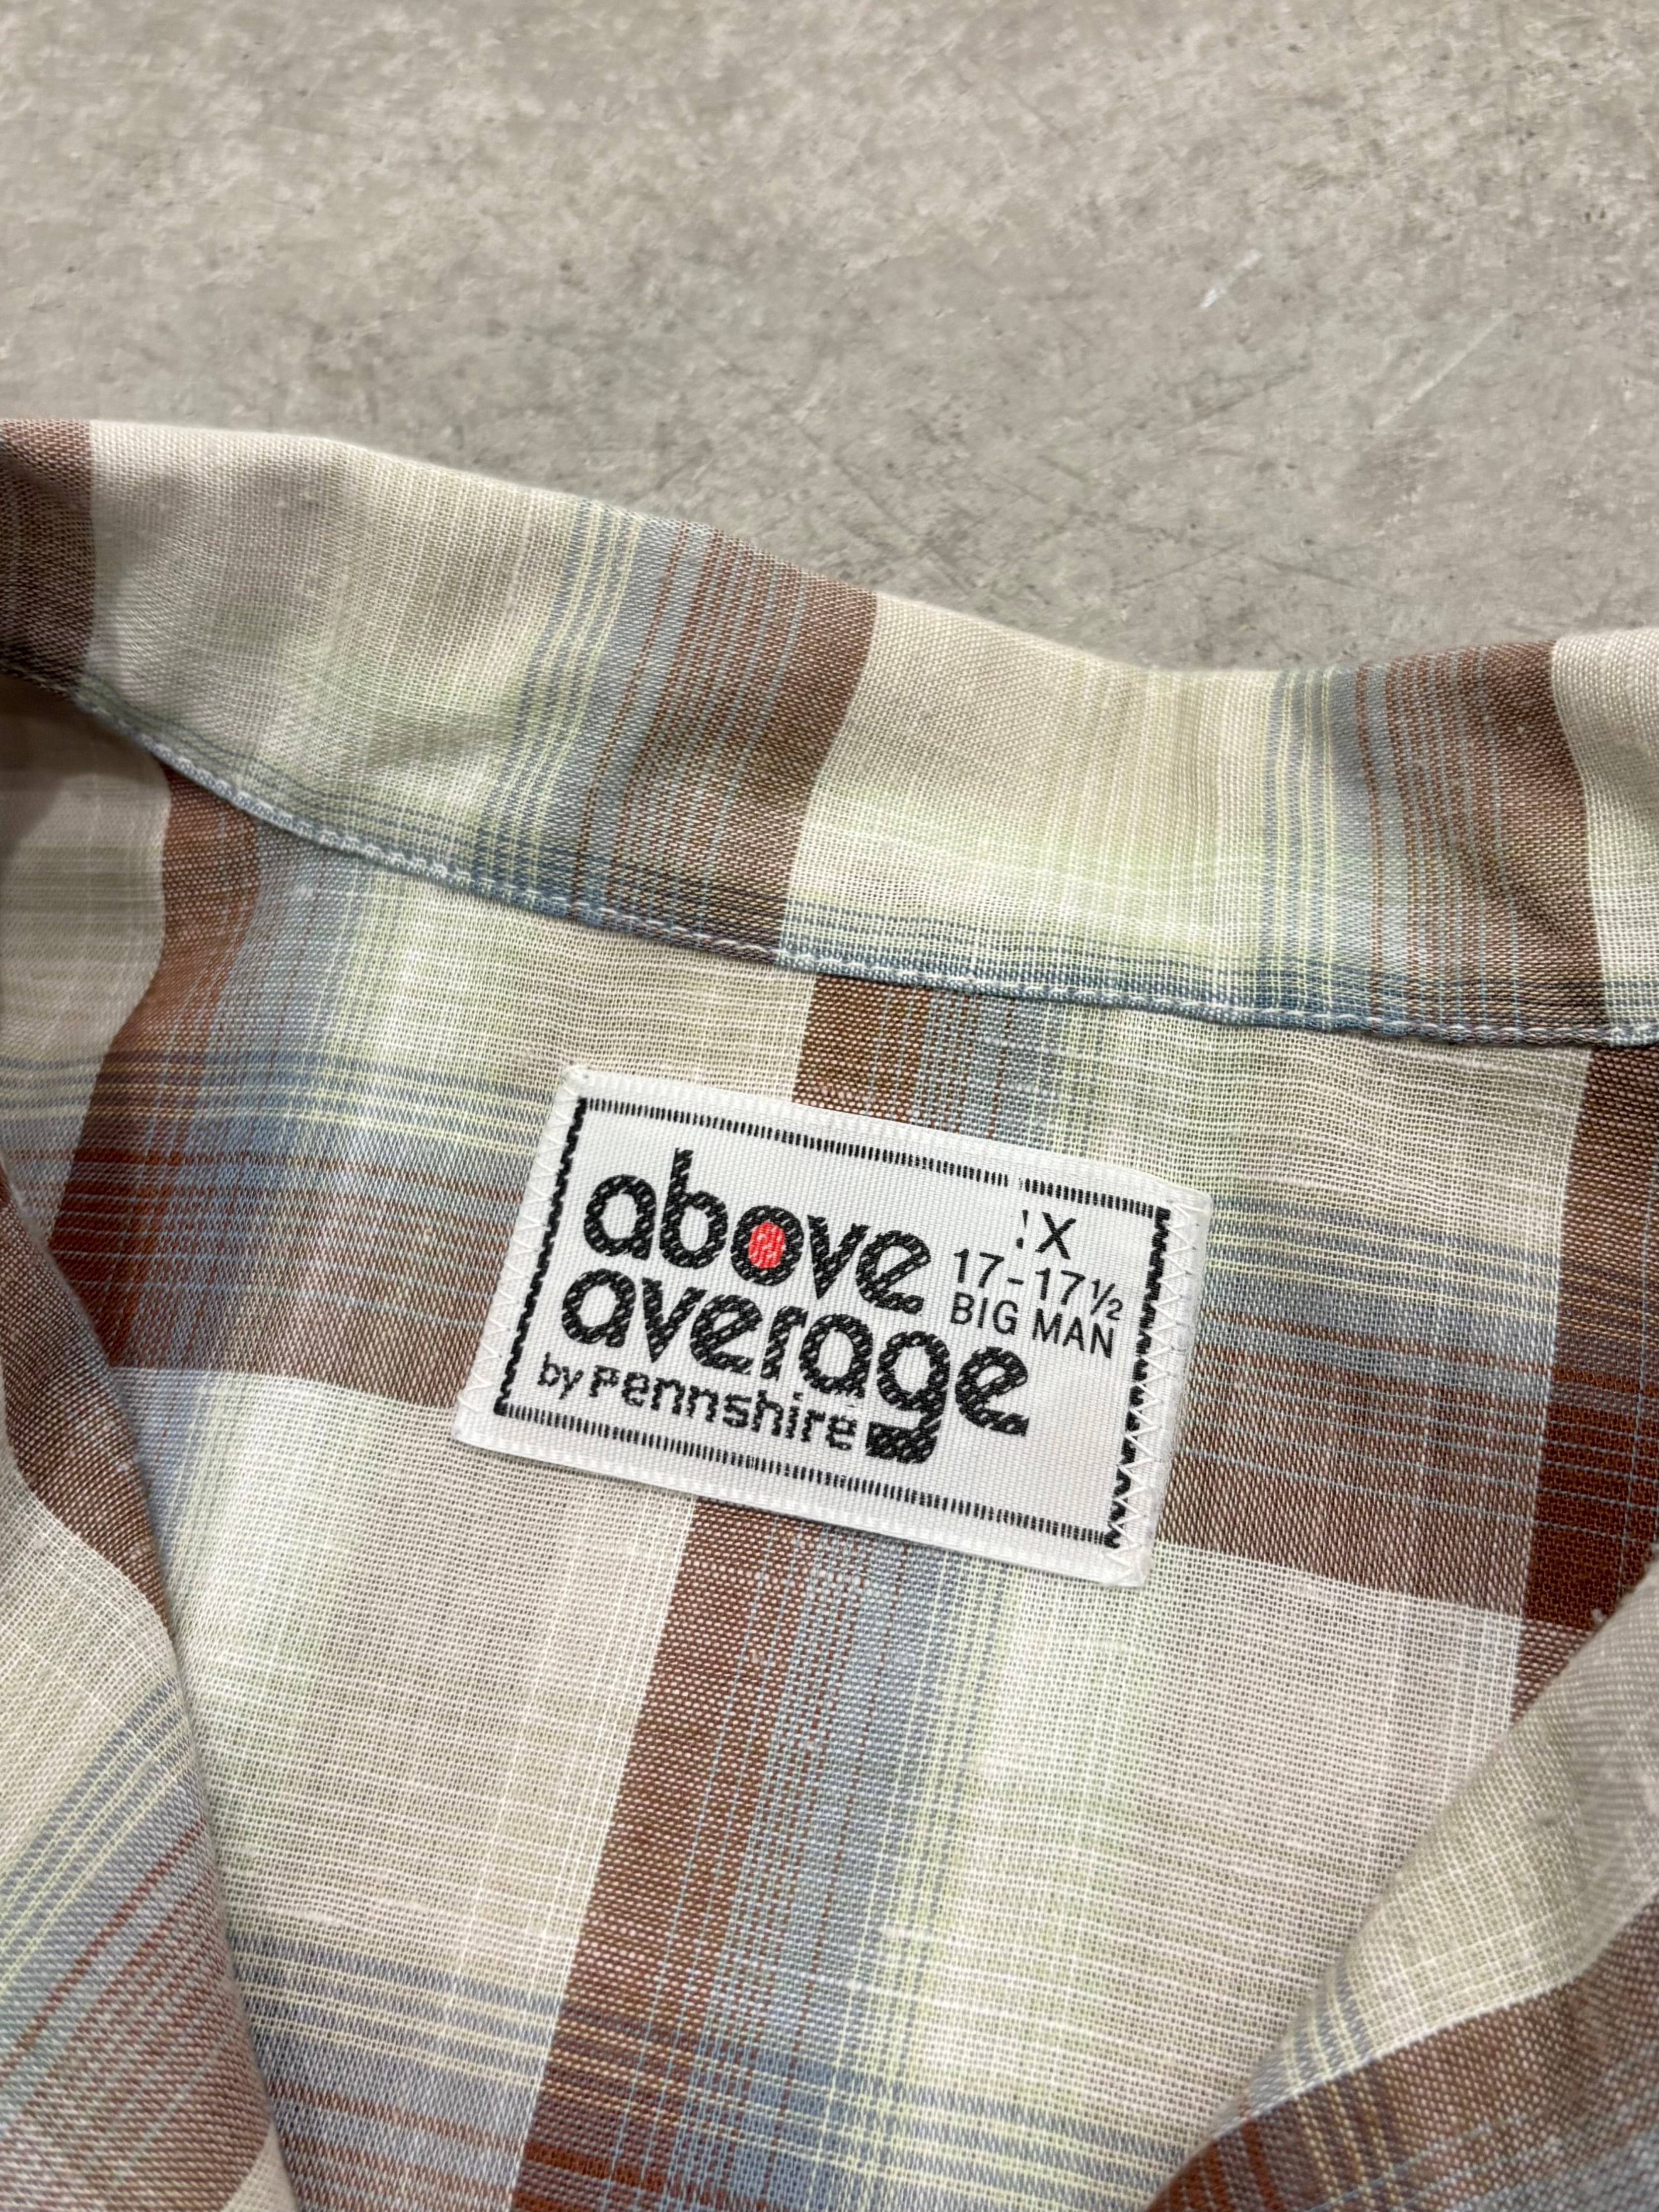 above
average
by Pennshire
X
17-17½
BIG MAN